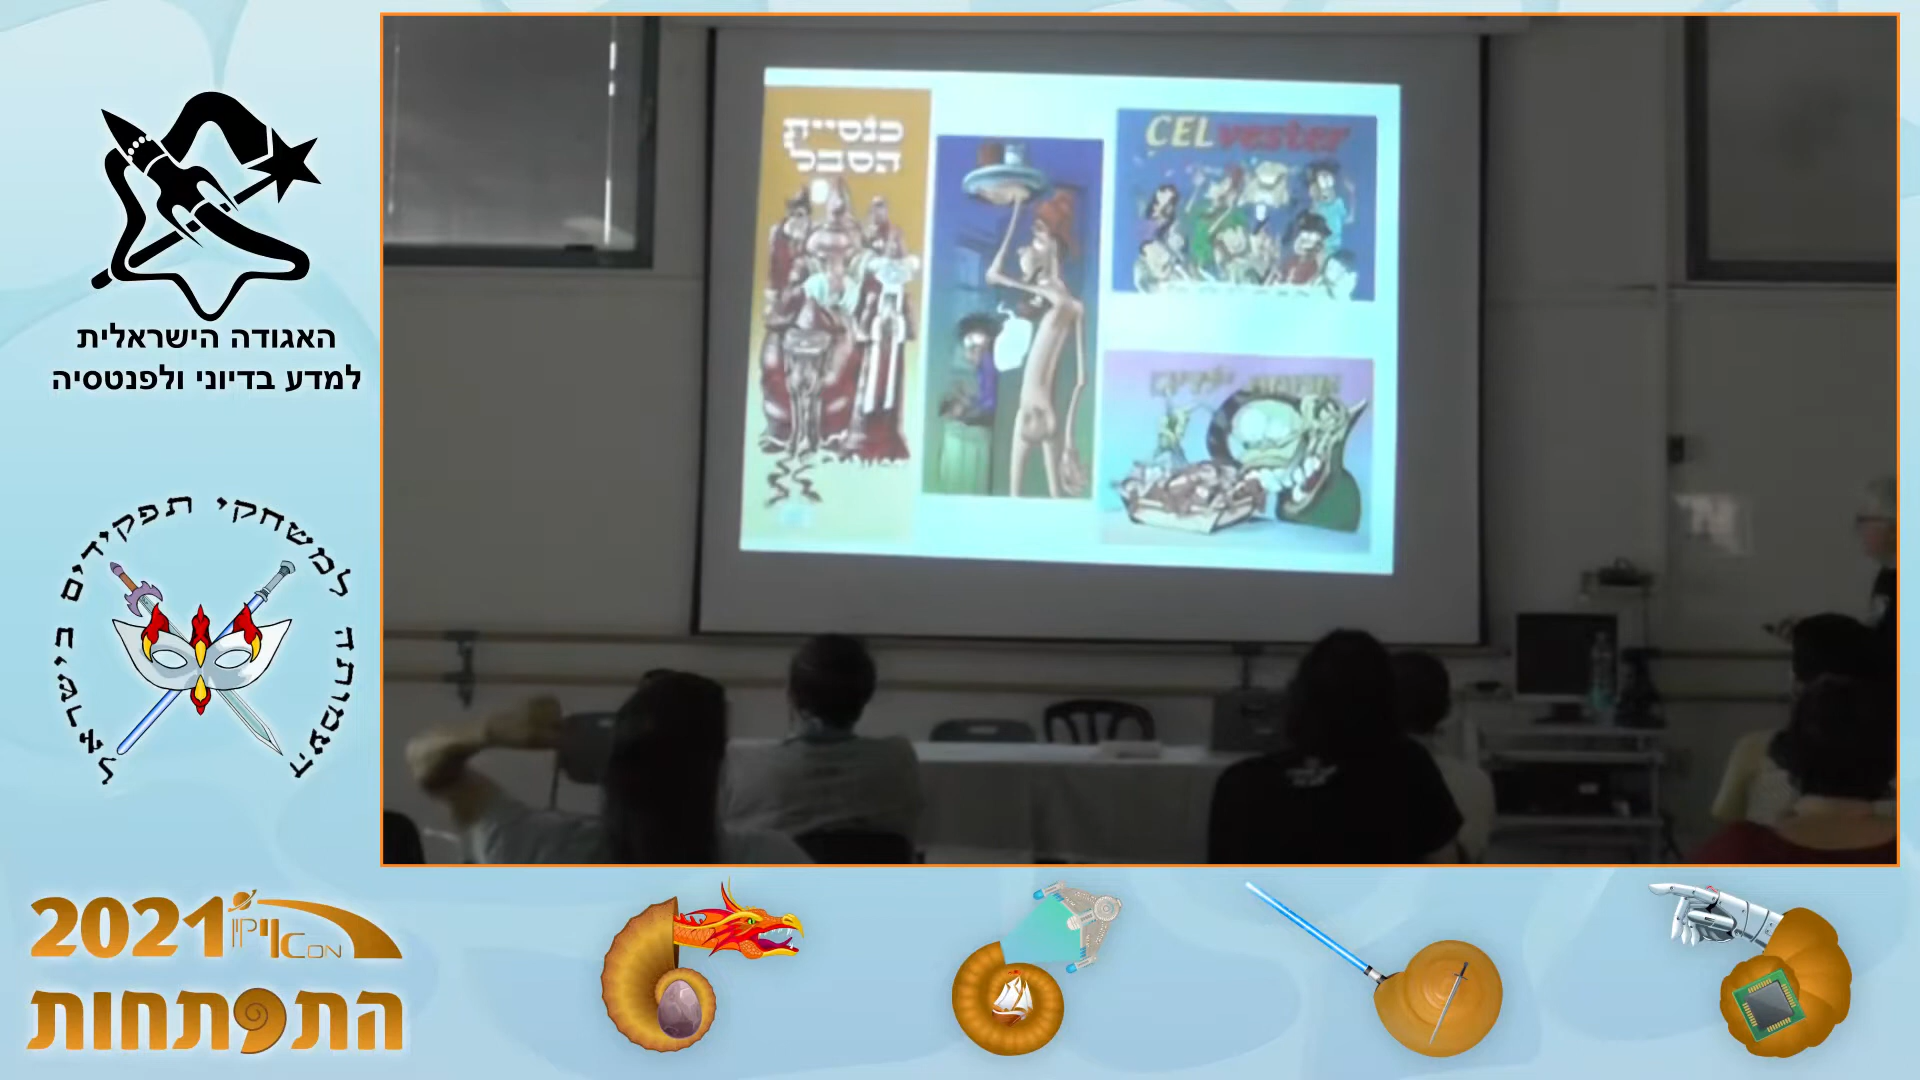 האגודה הישראלית
למדע בדיוני ולפנטסיה
העמותה למשחקי תפקידים בישראל
2021 אייקון ICON
התפתחות
כנסיית
הסבל
CELvester